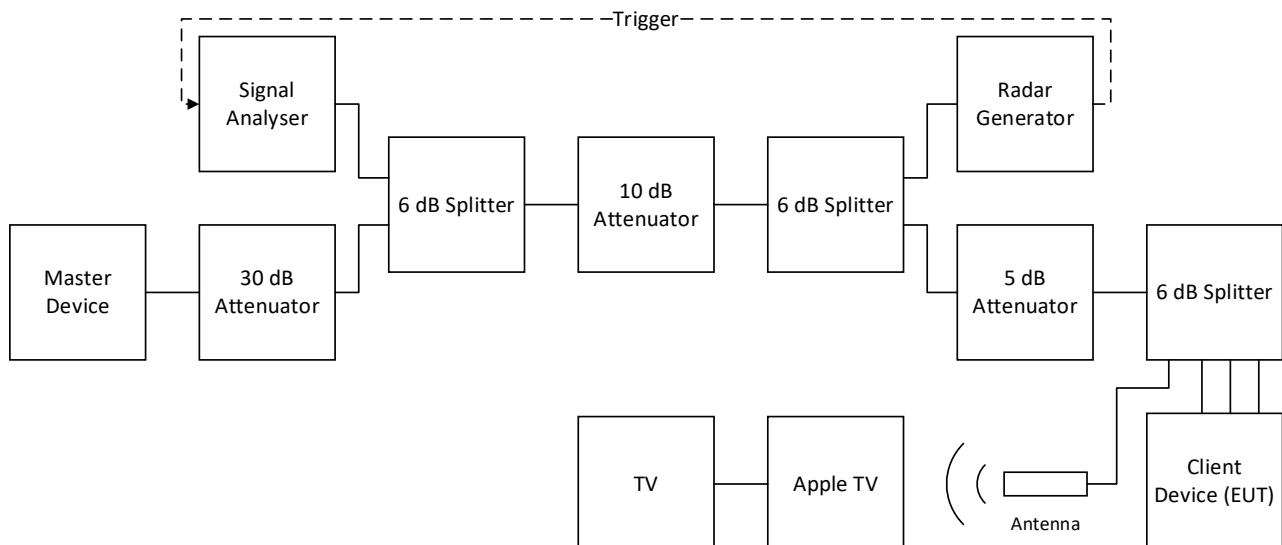 Trigger
Signal
Analyser
Radar
Generator
6 dB Splitter
10 dB
Attenuator
6 dB Splitter
Master
Device
30 dB
Attenuator
5 dB
Attenuator
6 dB Splitter
TV
Apple TV
Antenna
Client
Device (EUT)